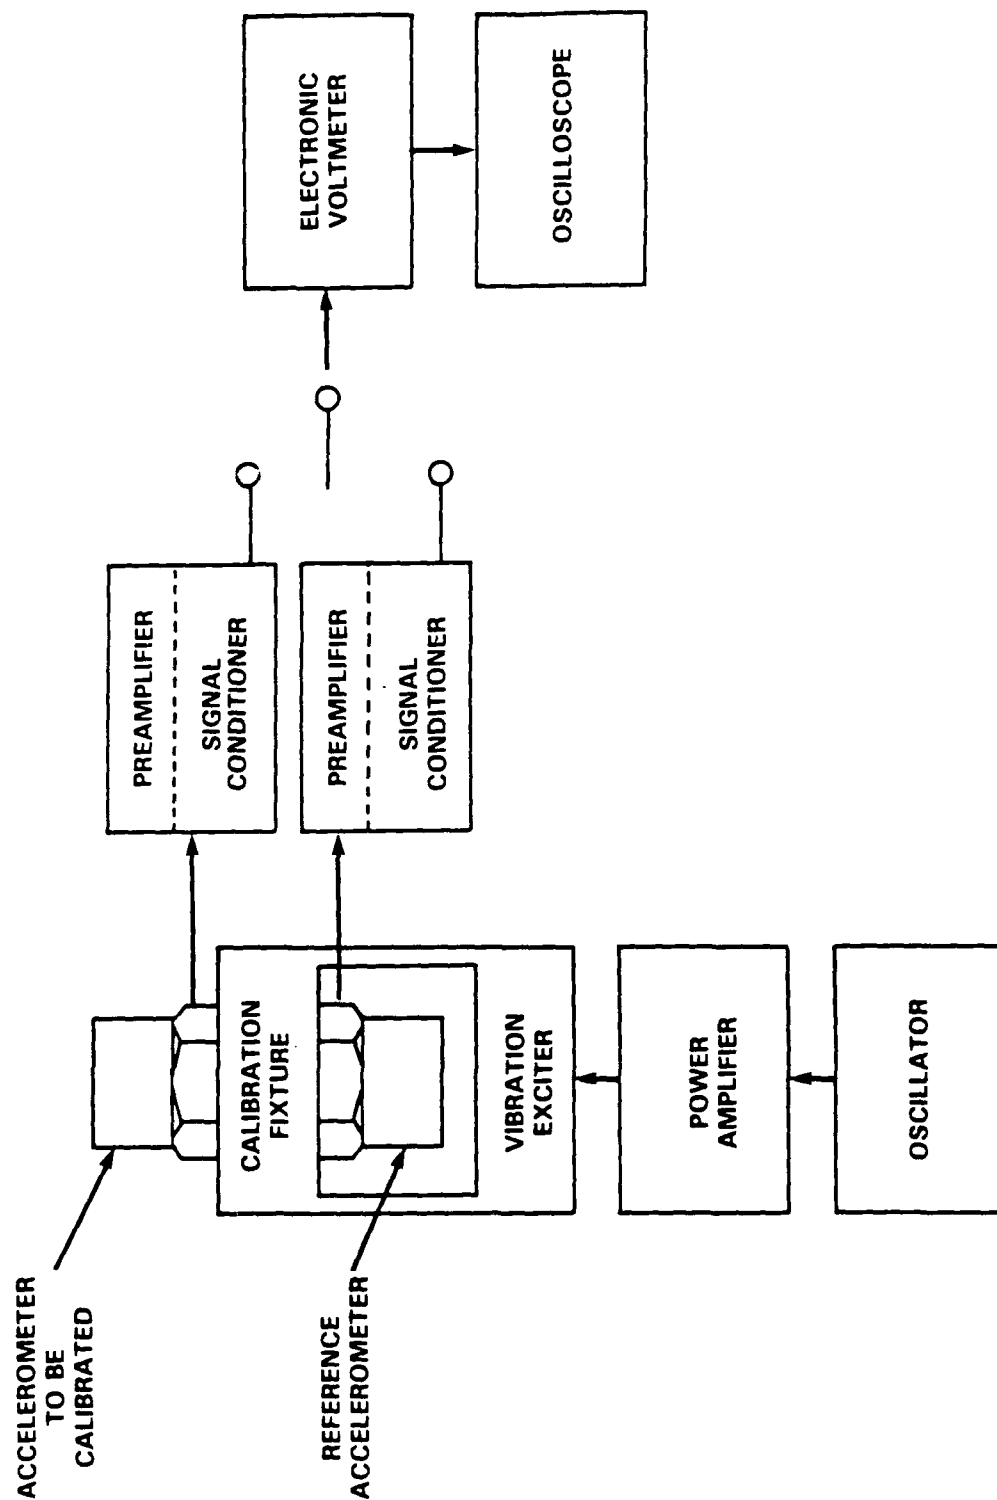 ACCELEROMETER
TO BE
CALIBRATED
REFERENCE
ACCELEROMETER
CALIBRATION
FIXTURE
VIBRATION
EXCITER
POWER
AMPLIFIER
OSCILLATOR
PREAMPLIFIER
SIGNAL
CONDITIONER
PREAMPLIFIER
SIGNAL
CONDITIONER
ELECTRONIC
VOLTMETER
OSCILLOSCOPE